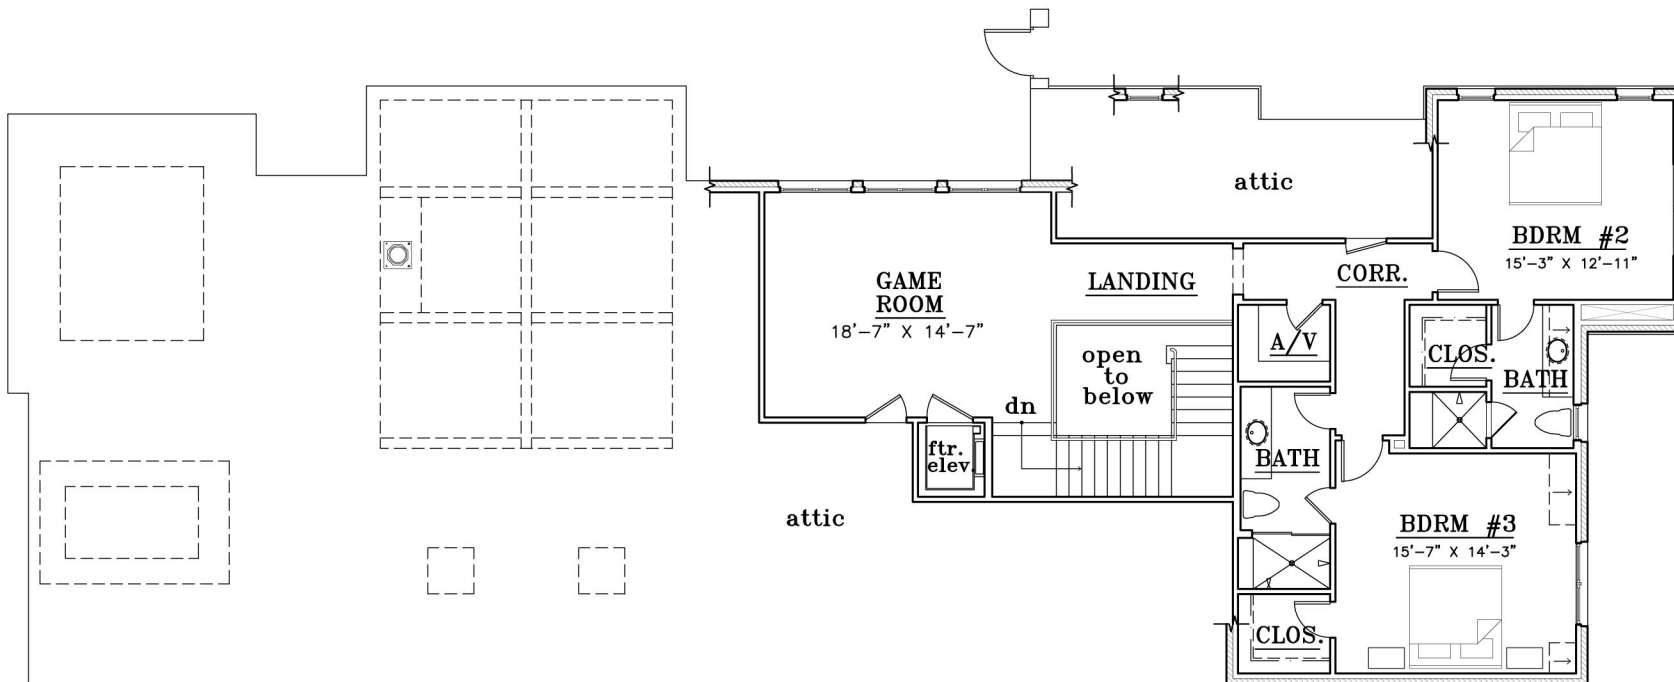 attic
BDRM #2
15'-3" X 12'-11"
GAME
ROOM
18'-7" X 14'-7"
LANDING
CORR.
A/V
open
to
below
CLOS.
BATH
dn
ftr.
elev.
BATH
attic
BDRM #3
15'-7" X 14'-3"
CLOS.